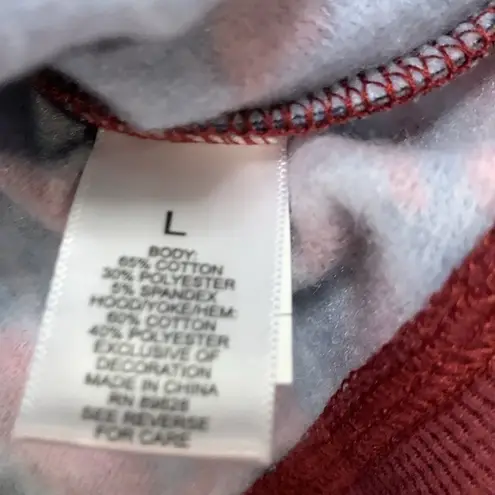 L
BODY:
65% COTTON
30% POLYESTER
5% SPANDEX
HOOD/YOKE/HEM:
60% COTTON
40% POLYESTER
EXCLUSIVE OF
DECORATION
MADE IN CHINA
RN 69828
SEE REVERSE
FOR CARE